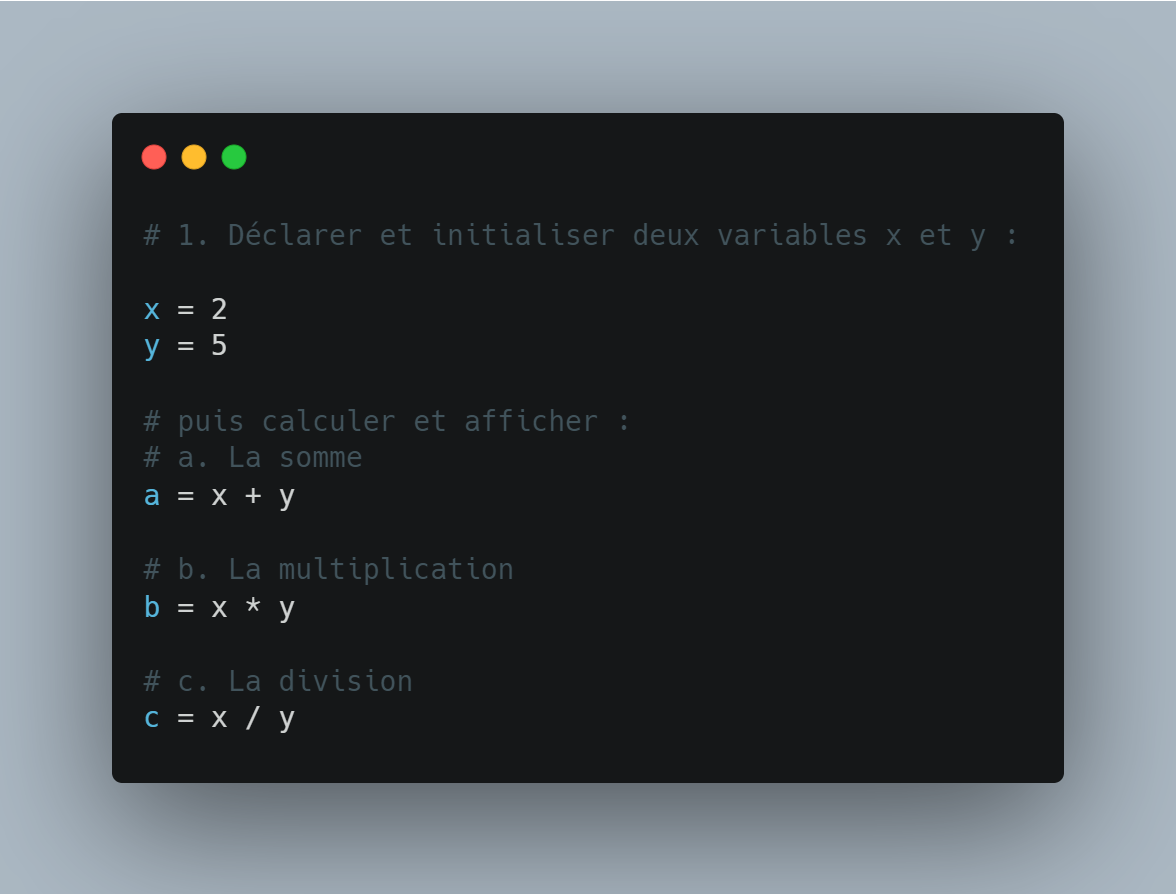 # 1. Déclarer et initialiser deux variables x et y :
x = 2
y = 5
# puis calculer et afficher :
# a. La somme
a = x + y
# b. La multiplication
b = x * y
# c. La division
c = x / y